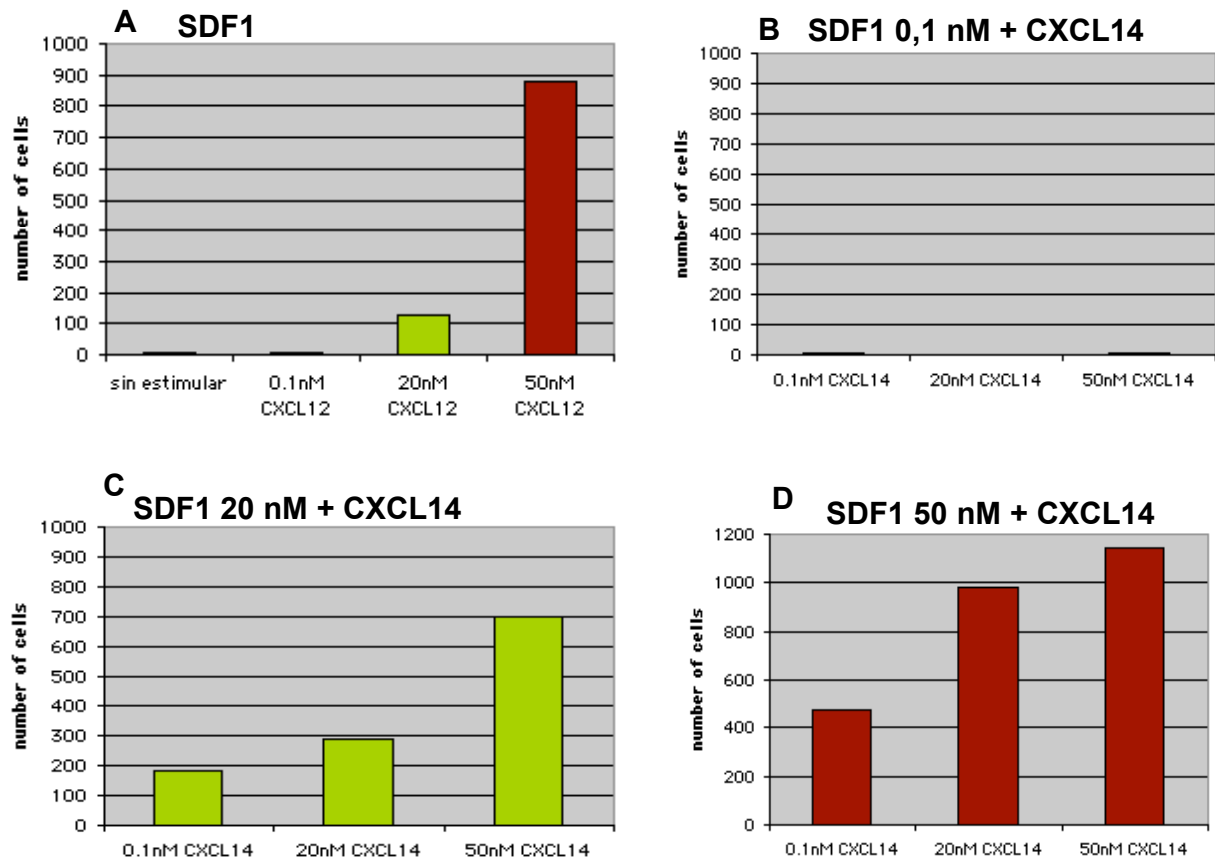 A SDF1
1000
900
800
700
600
500
400
300
200
100
0
number of cells
sin estimular
0.1nM CXCL12
20nM CXCL12
50nM CXCL12
B SDF1 0,1 nM + CXCL14
1000
900
800
700
600
500
400
300
200
100
0
number of cells
0.1nM CXCL14
20nM CXCL14
50nM CXCL14
C SDF1 20 nM + CXCL14
1000
900
800
700
600
500
400
300
200
100
0
number of cells
0.1nM CXCL14
20nM CXCL14
50nM CXCL14
D SDF1 50 nM + CXCL14
1200
1000
800
600
400
200
0
number of cells
0.1nM CXCL14
20nM CXCL14
50nM CXCL14